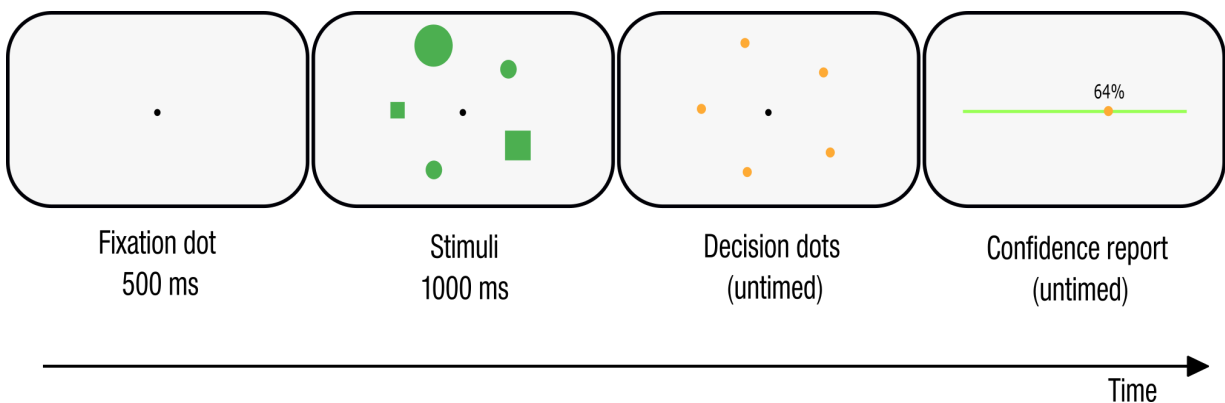 64%
Fixation dot
500 ms
Stimuli
1000 ms
Decision dots
(untimed)
Confidence report
(untimed)
Time